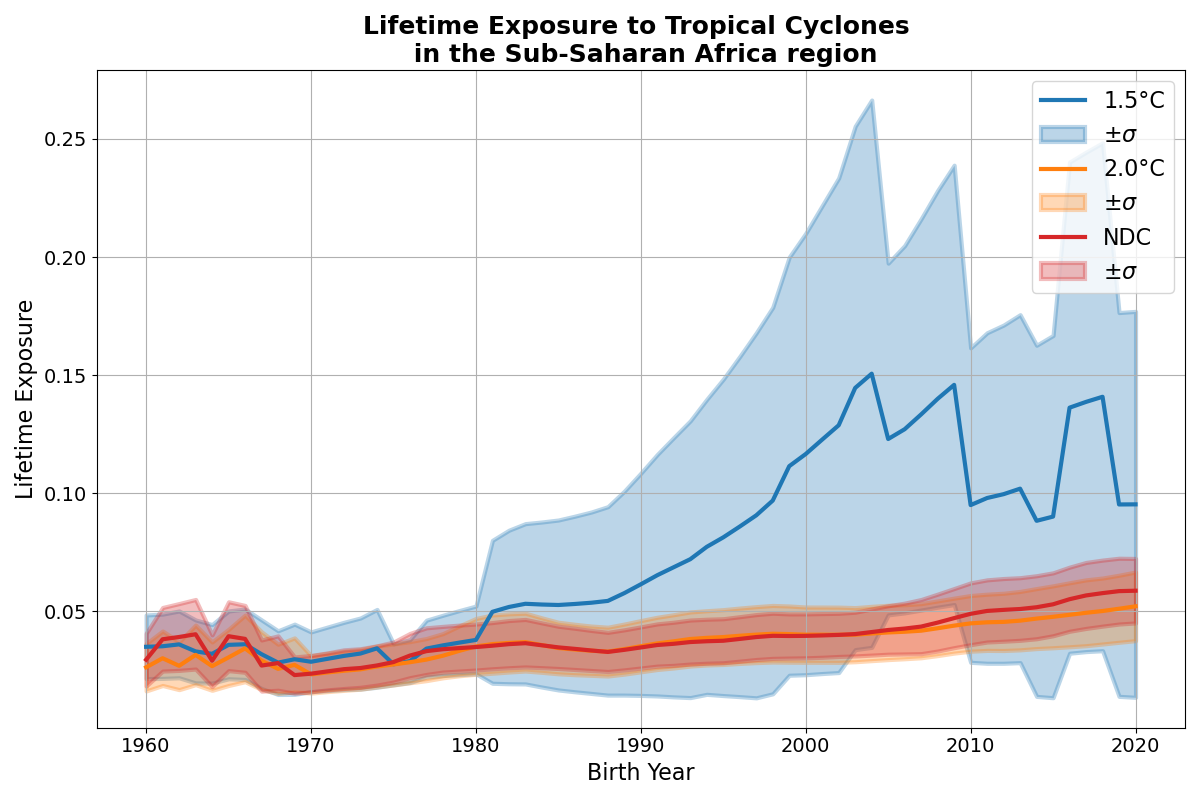 Lifetime Exposure to Tropical Cyclones
in the Sub-Saharan Africa region
1.5°C
±σ
2.0°C
±σ
NDC
±σ
Lifetime Exposure
0.25
0.20
0.15
0.10
0.05
1960 1970 1980 1990 2000 2010 2020
Birth Year